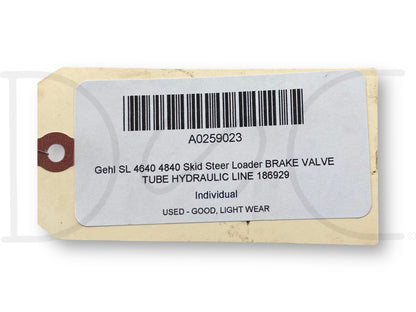 A0259023
Gehl SL 4640 4840 Skid Steer Loader BRAKE VALVE
TUBE HYDRAULIC LINE 186929
Individual
USED - GOOD, LIGHT WEAR